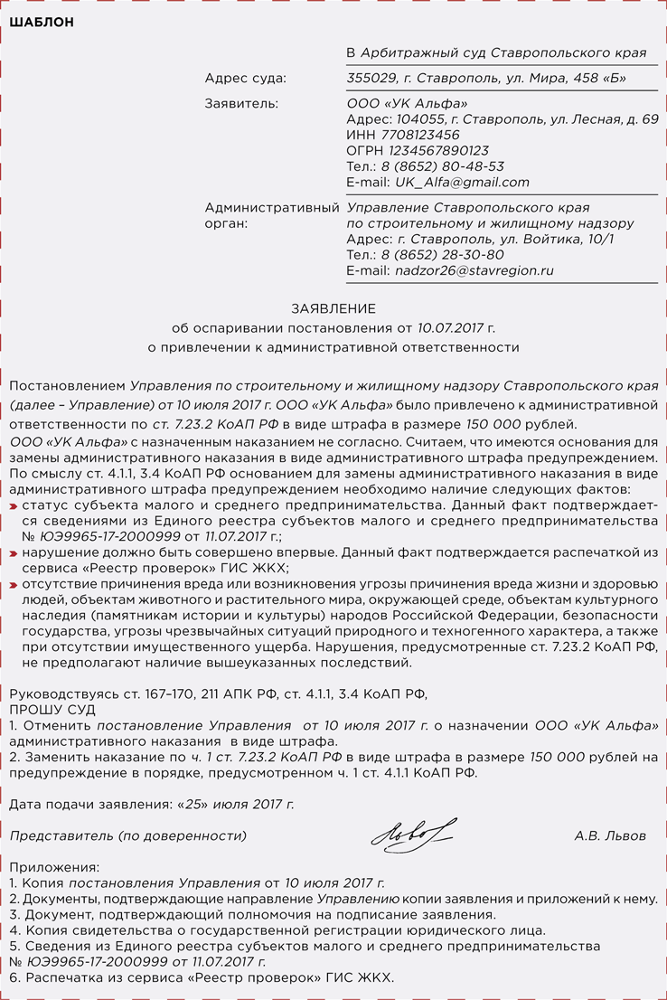 ШАБЛОН
В Арбитражный суд Ставропольского края
Адрес суда: 355029, г. Ставрополь, ул. Мира, 458 «Б»
Заявитель: ООО «УК Альфа»
Адрес: 104055, г. Ставрополь, ул. Лесная, д. 69
ИНН 7708123456
ОГРН 1234567890123
Тел.: 8 (8652) 80-48-53
E-mail: UK_Alfa@gmail.com
Административный Управление Ставропольского края
орган: по строительному и жилищному надзору
Адрес: г. Ставрополь, ул. Войтика, 10/1
Тел.: 8 (8652) 28-30-80
E-mail: nadzor26@stavregion.ru
ЗАЯВЛЕНИЕ
об оспаривании постановления от 10.07.2017 г.
о привлечении к административной ответственности
Постановлением Управления по строительному и жилищному надзору Ставропольского края
(далее – Управление) от 10 июля 2017 г. ООО «УК Альфа» было привлечено к административной
ответственности по ст. 7.23.2 КоАП РФ в виде штрафа в размере 150 000 рублей.
ООО «УК Альфа» с назначенным наказанием не согласно. Считаем, что имеются основания для
замены административного наказания в виде административного штрафа предупреждением.
По смыслу ст. 4.1.1, 3.4 КоАП РФ основанием для замены административного наказания в виде
административного штрафа предупреждением необходимо наличие следующих фактов:
статус субъекта малого и среднего предпринимательства. Данный факт подтверждает-
ся сведениями из Единого реестра субъектов малого и среднего предпринимательства
№ ЮЭ9965-17-2000999 от 11.07.2017 г.;
нарушение должно быть совершено впервые. Данный факт подтверждается распечаткой из
сервиса «Реестр проверок» ГИС ЖКХ;
отсутствие причинения вреда или возникновения угрозы причинения вреда жизни и здоровью
людей, объектам животного и растительного мира, окружающей среде, объектам культурного
наследия (памятникам истории и культуры) народов Российской Федерации, безопасности
государства, угрозы чрезвычайных ситуаций природного и техногенного характера, а также
при отсутствии имущественного ущерба. Нарушения, предусмотренные ст. 7.23.2 КоАП РФ,
не предполагают наличие вышеуказанных последствий.
Руководствуясь ст. 167–170, 211 АПК РФ, ст. 4.1.1, 3.4 КоАП РФ,
ПРОШУ СУД
1. Отменить постановление Управления от 10 июля 2017 г. о назначении ООО «УК Альфа»
административного наказания в виде штрафа.
2. Заменить наказание по ч. 1 ст. 7.23.2 КоАП РФ в виде штрафа в размере 150 000 рублей на
предупреждение в порядке, предусмотренном ч. 1 ст. 4.1.1 КоАП РФ.
Дата подачи заявления: «25» июля 2017 г.
Представитель (по доверенности) А.В. Львов
Приложения:
1. Копия постановления Управления от 10 июля 2017 г.
2. Документы, подтверждающие направление Управлению копии заявления и приложений к нему.
3. Документ, подтверждающий полномочия на подписание заявления.
4. Копия свидетельства о государственной регистрации юридического лица.
5. Сведения из Единого реестра субъектов малого и среднего предпринимательства
№ ЮЭ9965-17-2000999 от 11.07.2017 г.
6. Распечатка из сервиса «Реестр проверок» ГИС ЖКХ.